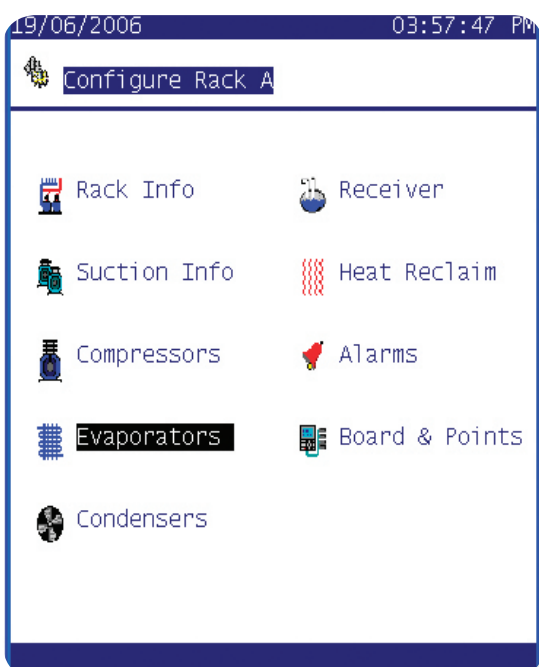 19/06/2006 03:57:47 PM
Configure Rack A
Rack Info
Receiver
Suction Info
Heat Reclaim
Compressors
Alarms
Evaporators
Board & Points
Condensers